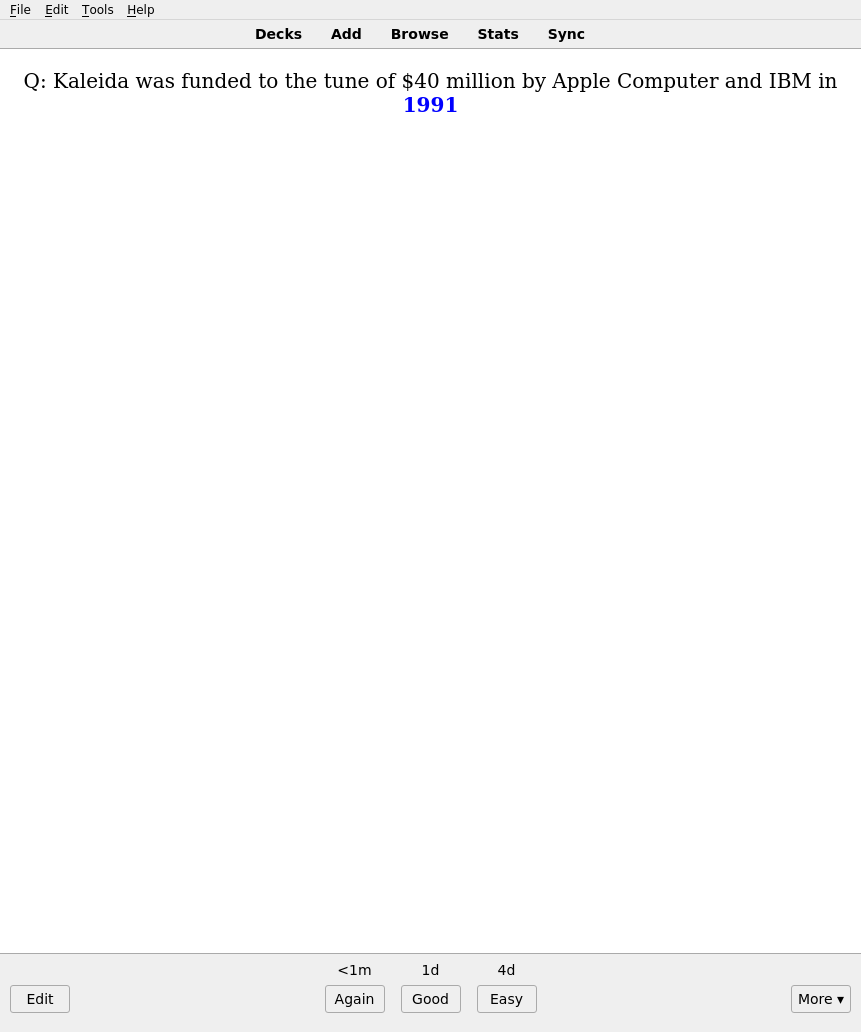 File Edit Tools Help
Decks Add Browse Stats Sync
Q: Kaleida was funded to the tune of $40 million by Apple Computer and IBM in
1991
<1m 1d 4d
Edit Again Good Easy More ▾